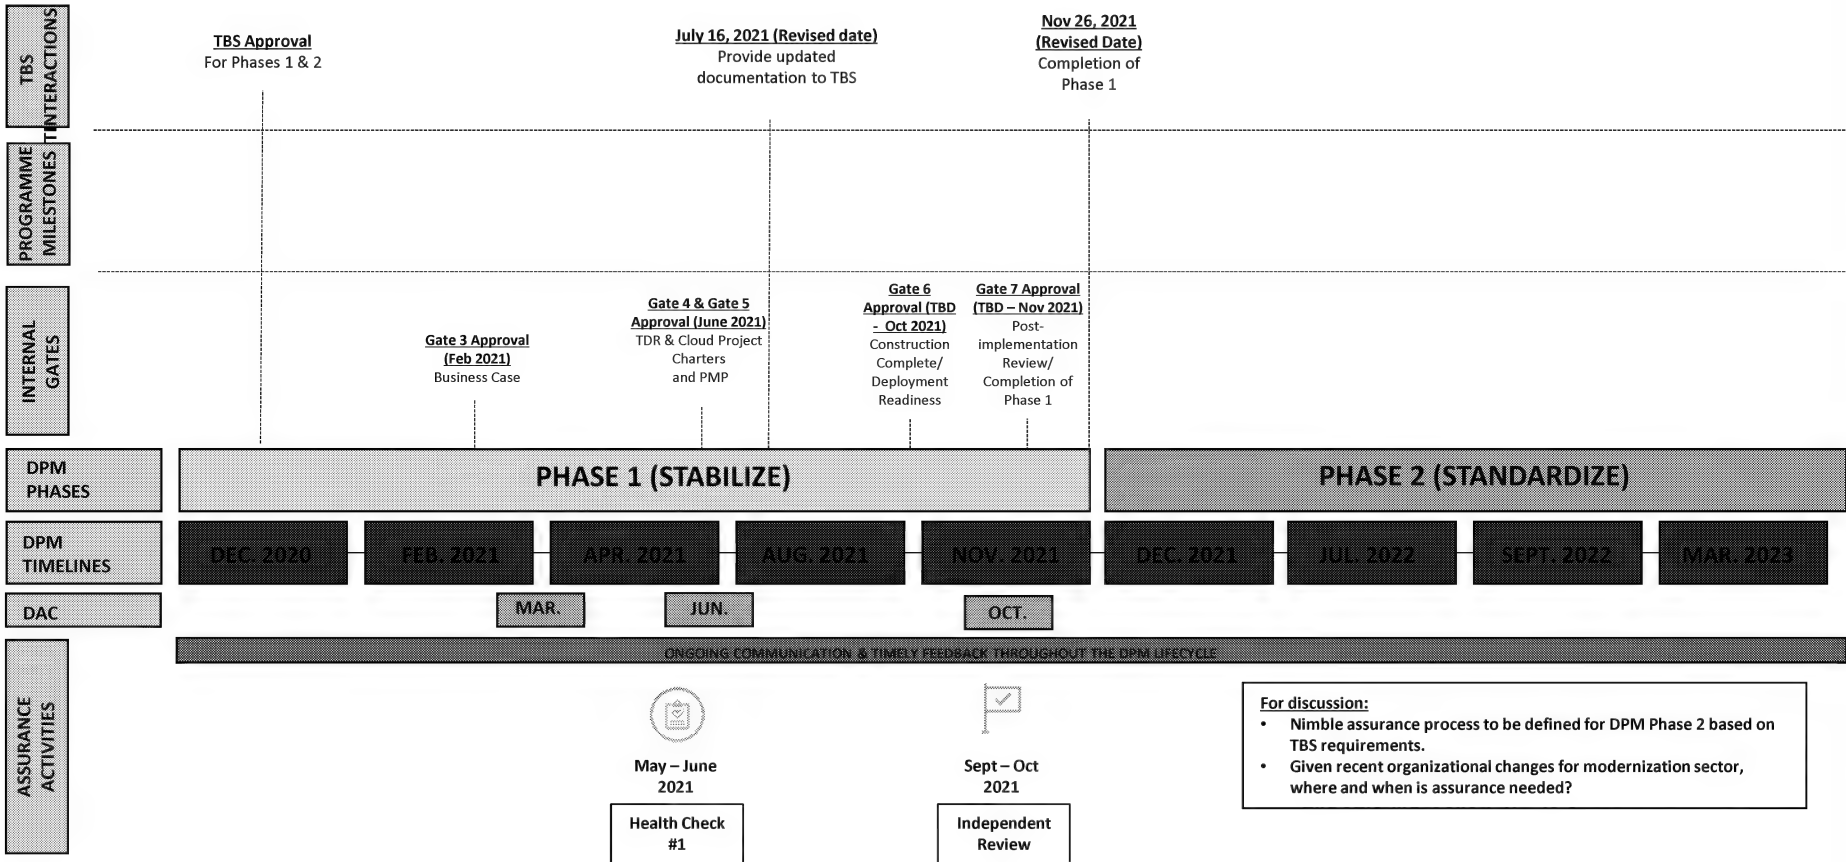 TBS
INTERACTIONS
TBS Approval
For Phases 1 & 2
July 16, 2021 (Revised date)
Provide updated
documentation to TBS
Nov 26, 2021
(Revised Date)
Completion of
Phase 1
PROGRAMME
MILESTONES
INTERNAL
GATES
Gate 3 Approval
(Feb 2021)
Business Case
Gate 4 & Gate 5
Approval (June 2021)
TDR & Cloud Project
Charters
and PMP
Gate 6
Approval (TBD
- Oct 2021)
Construction
Complete/
Deployment
Readiness
Gate 7 Approval
(TBD – Nov 2021)
Post-
implementation
Review/
Completion of
Phase 1
DPM
PHASES
PHASE 1 (STABILIZE)
PHASE 2 (STANDARDIZE)
DPM
TIMELINES
DEC. 2020
FEB. 2021
APR. 2021
AUG. 2021
NOV. 2021
DEC. 2021
JUL. 2022
SEPT. 2022
MAR. 2023
DAC
MAR.
JUN.
OCT.
ONGOING COMMUNICATION & TIMELY FEEDBACK THROUGHOUT THE DPM LIFECYCLE
ASSURANCE
ACTIVITIES
May – June
2021
Health Check
#1
Sept – Oct
2021
Independent
Review
For discussion:
• Nimble assurance process to be defined for DPM Phase 2 based on
TBS requirements.
• Given recent organizational changes for modernization sector,
where and when is assurance needed?